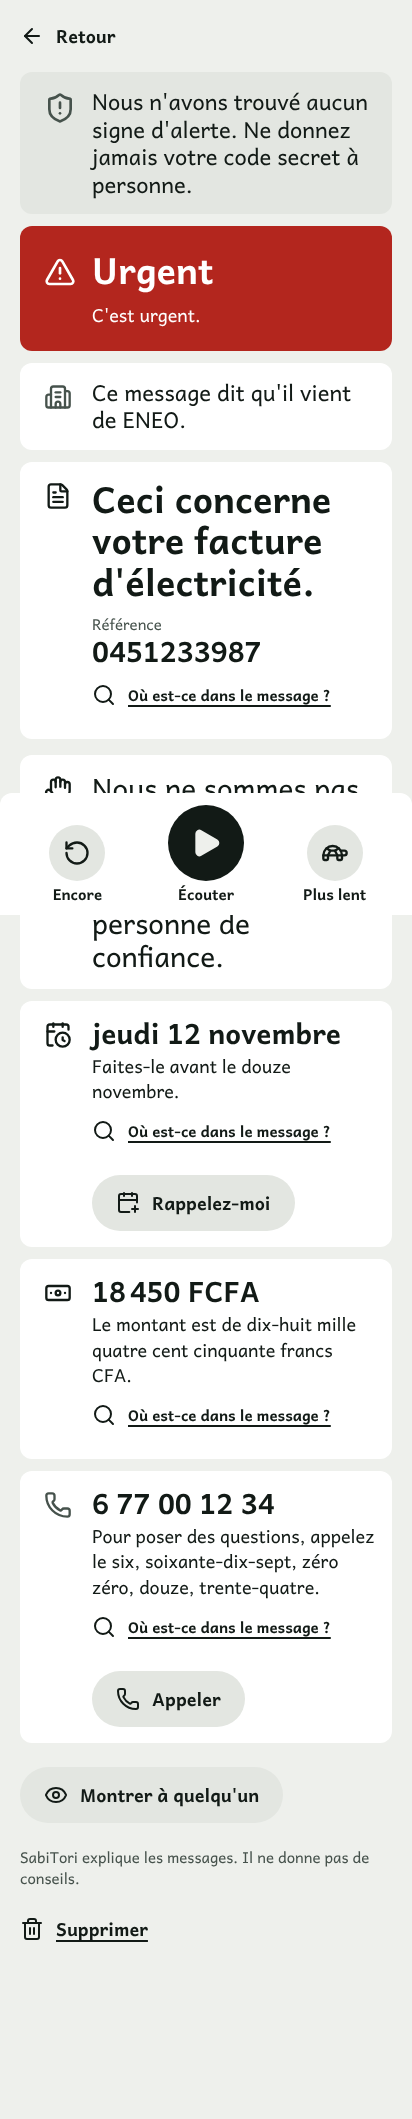 Retour
Nous n'avons trouvé aucun
signe d'alerte. Ne donnez
jamais votre code secret à
personne.
Urgent
C'est urgent.
Ce message dit qu'il vient
de ENEO.
Ceci concerne
votre facture
d'électricité.
Référence
0451233987
Où est-ce dans le message ?
Nous ne sommes pas
Encore
Écouter
Plus lent
personne de
confiance.
jeudi 12 novembre
Faites-le avant le douze
novembre.
Où est-ce dans le message ?
Rappelez-moi
18 450 FCFA
Le montant est de dix-huit mille
quatre cent cinquante francs
CFA.
Où est-ce dans le message ?
6 77 00 12 34
Pour poser des questions, appelez
le six, soixante-dix-sept, zéro
zéro, douze, trente-quatre.
Où est-ce dans le message ?
Appeler
Montrer à quelqu'un
SabiTori explique les messages. Il ne donne pas de
conseils.
Supprimer